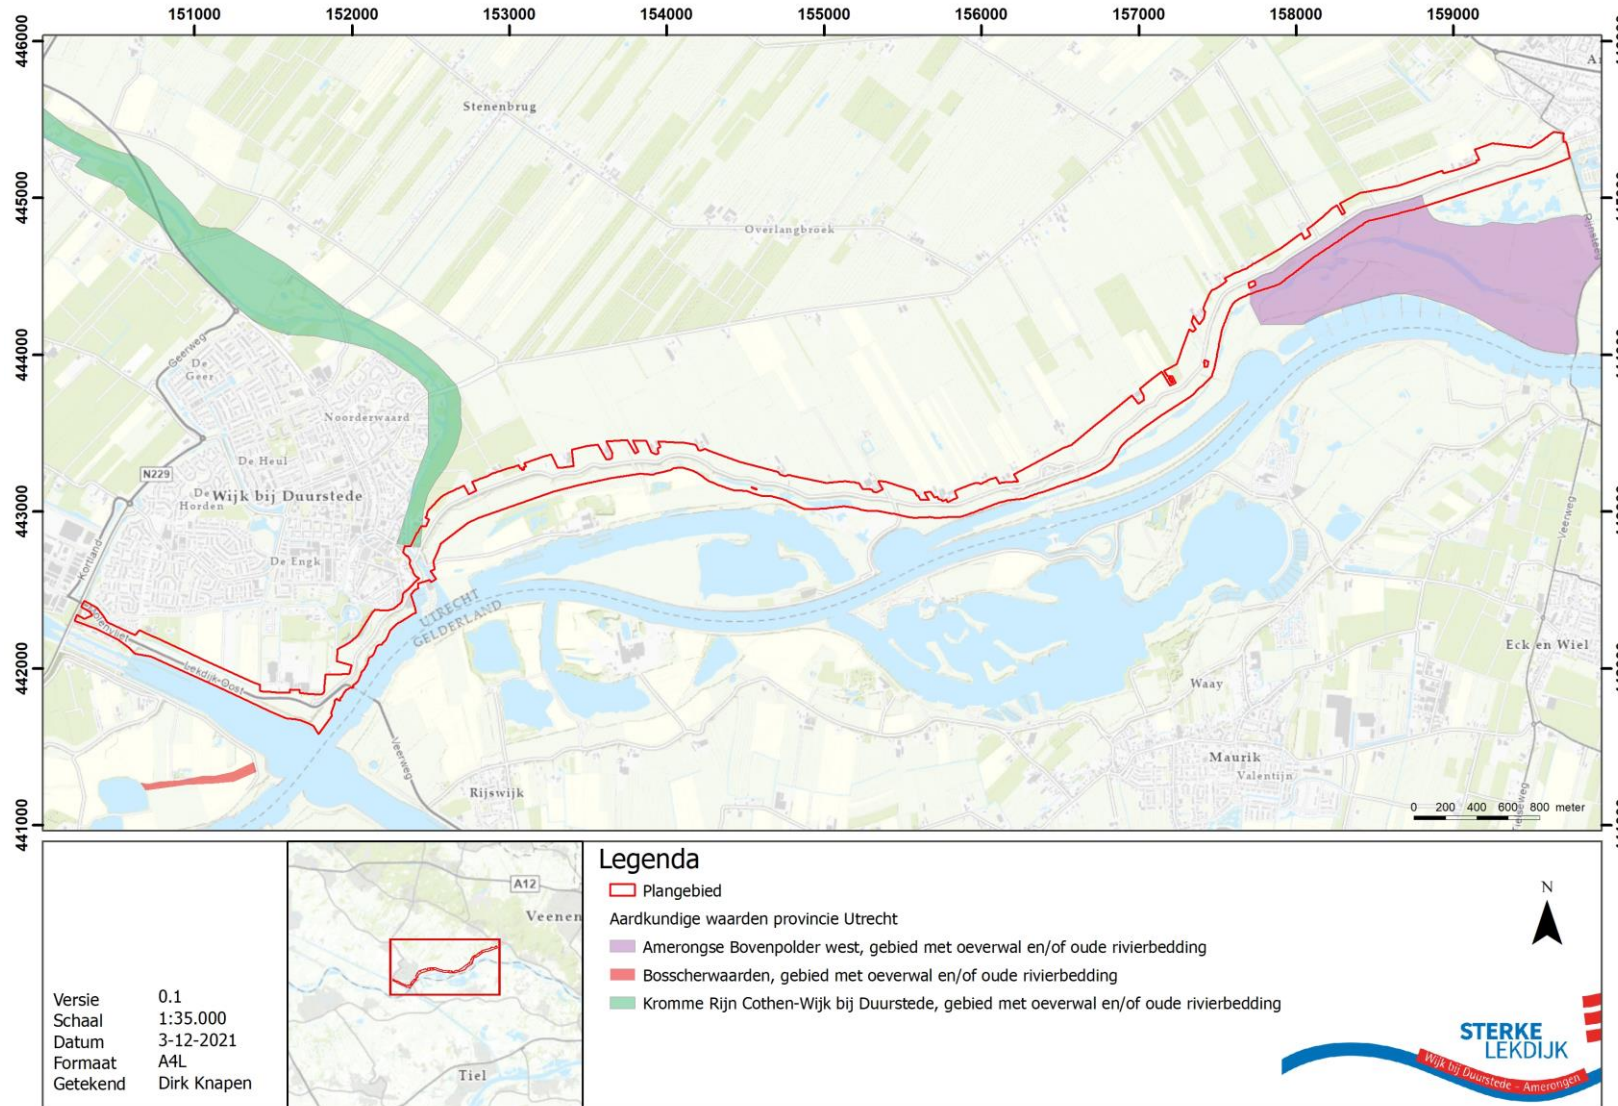 151000 152000 153000 154000 155000 156000 157000 158000 159000
446000
445000
444000
443000
442000
441000
Stenenbrug
Overlangbroek
Rijnsteeg
Geerweg
De
Geer
Noorderwaard
N229
De Heul
De
Horden
Wijk bij Duurstede
De Engk
Kortland
Lekdijk-Oost
UTRECHT
GELDERLAND
Veerweg
Rijswijk
Veerweg
Eck en Wiel
Waay
Maurik
Valentijn
0 200 400 600 800 meter
Versie 0.1
Schaal 1:35.000
Datum 3-12-2021
Formaat A4L
Getekend Dirk Knapen
A12
Veenen
Tiel
Legenda
Plangebied
Aardkundige waarden provincie Utrecht
Amerongse Bovenpolder west, gebied met oeverwal en/of oude rivierbedding
Bosscherwaarden, gebied met oeverwal en/of oude rivierbedding
Kromme Rijn Cothen-Wijk bij Duurstede, gebied met oeverwal en/of oude rivierbedding
N
STERKE
LEKDIJK
Wijk bij Duurstede - Amerongen